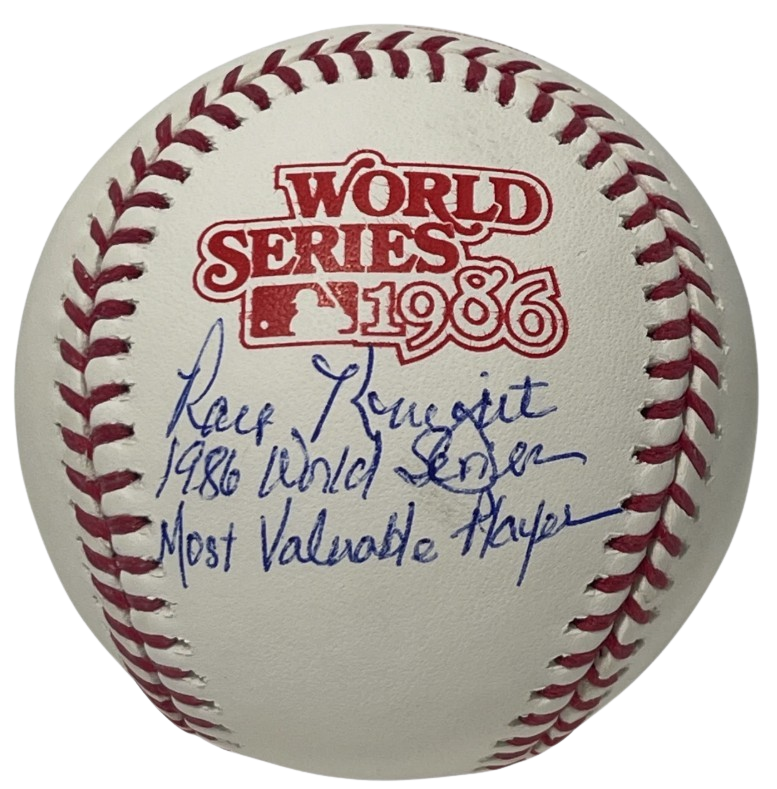 WORLD
SERIES
1986
Ray Knight
1986 World Series
Most Valuable Player